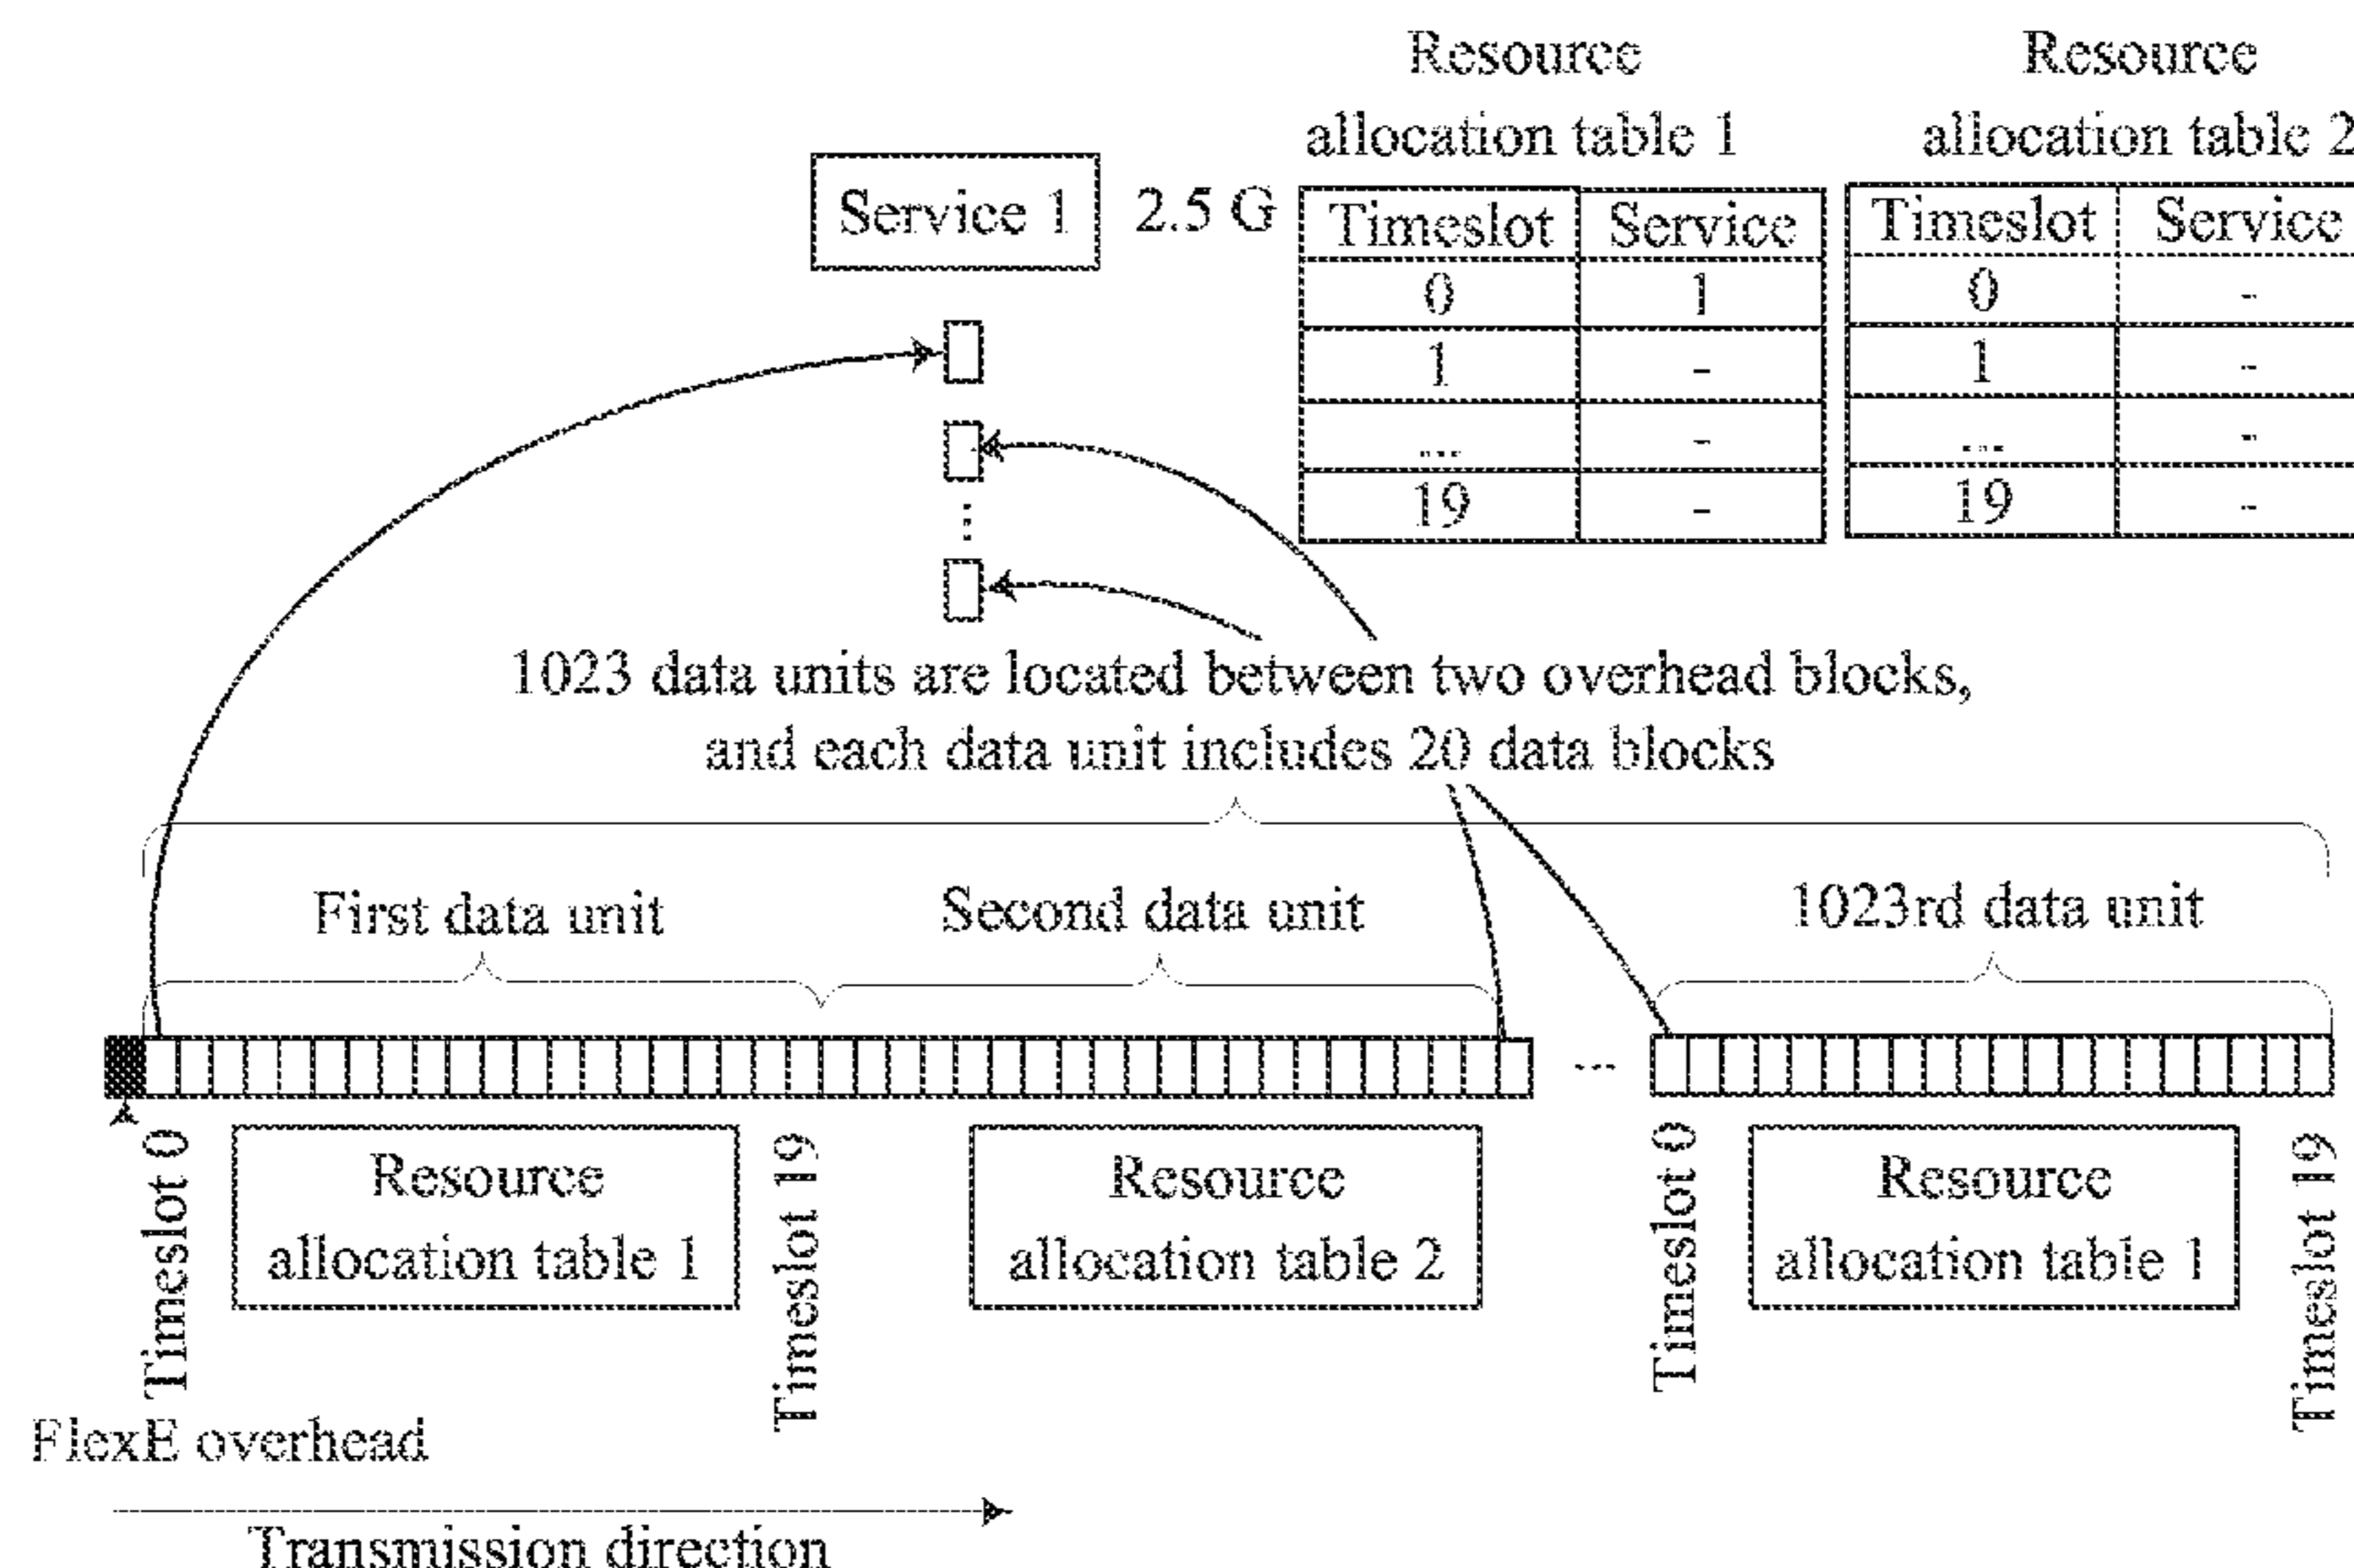 Resource
allocation table 1
Resource
allocation table 2
Service 1
2.5 G
Timeslot Service
0 1
1 -
... -
19 -
Timeslot Service
0 -
1 -
... -
19 -
1023 data units are located between two overhead blocks,
and each data unit includes 20 data blocks
First data unit
Second data unit
1023rd data unit
...
Timeslot 0
Resource
allocation table 1
Timeslot 19
Resource
allocation table 2
Timeslot 0
Resource
allocation table 1
Timeslot 19
FlexE overhead
Transmission direction